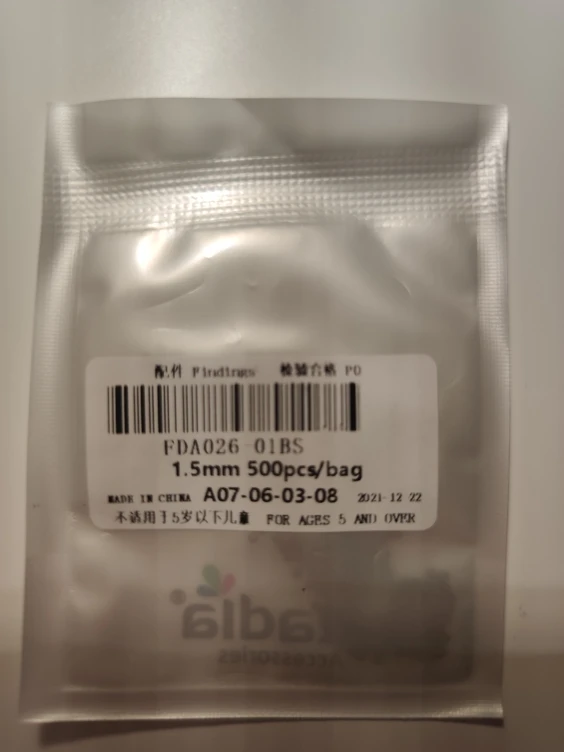 配件 Findings 检验合格 PO
FDA026-01BS
1.5mm 500pcs/bag
MADE IN CHINA A07-06-03-08 2021-12-22
不适用于5岁以下儿童 FOR AGES 5 AND OVER
adia
Accessories